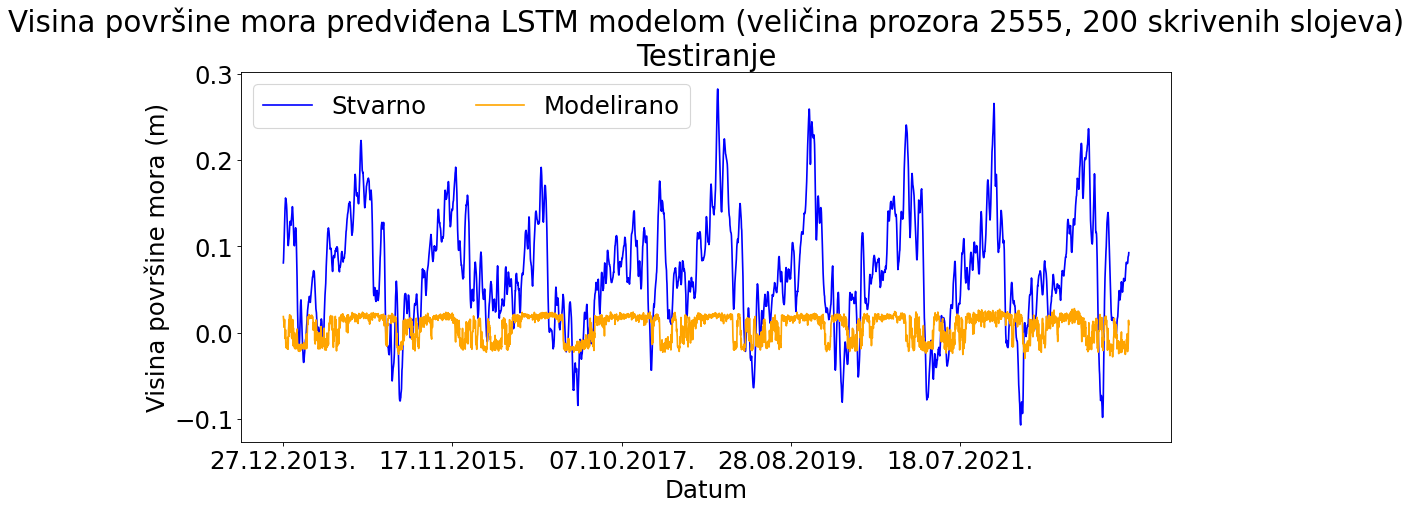 Visina površine mora predviđena LSTM modelom (veličina prozora 2555, 200 skrivenih slojeva)
Testiranje
Stvarno
Modelirano
Visina površine mora (m)
0.3
0.2
0.1
0.0
−0.1
27.12.2013.
17.11.2015.
07.10.2017.
28.08.2019.
18.07.2021.
Datum